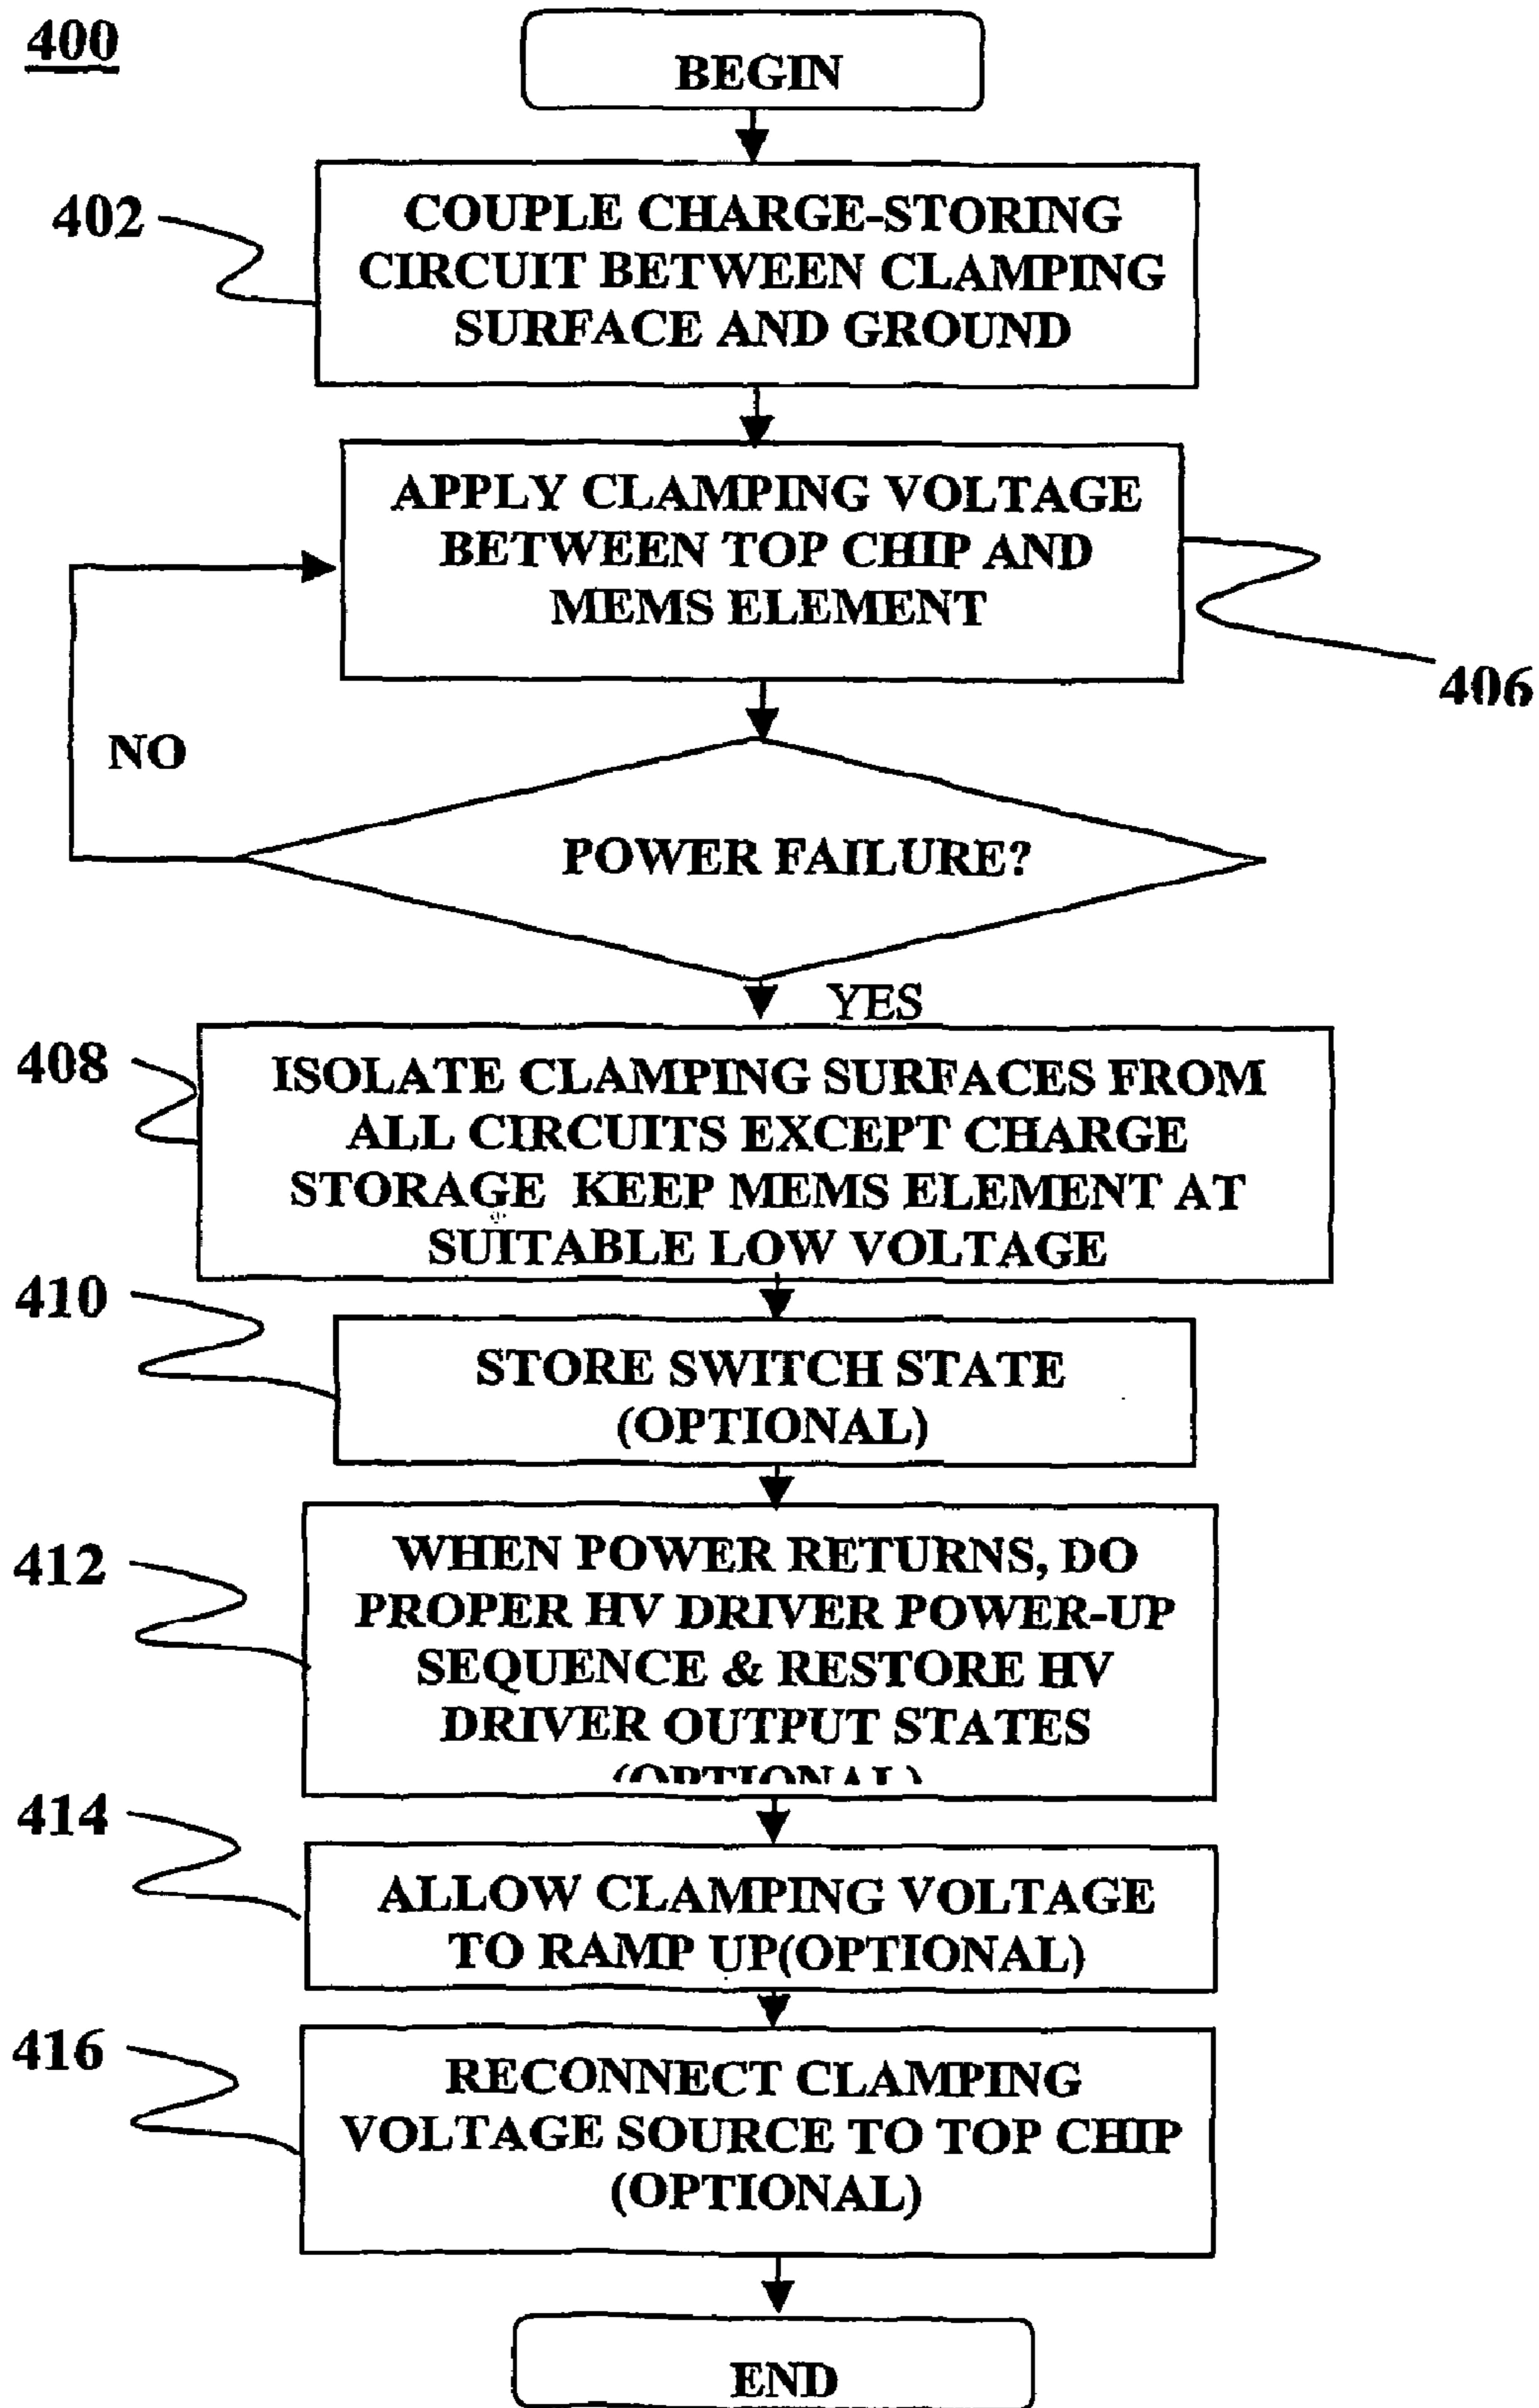 400
BEGIN
402
COUPLE CHARGE-STORING
CIRCUIT BETWEEN CLAMPING
SURFACE AND GROUND
APPLY CLAMPING VOLTAGE
BETWEEN TOP CHIP AND
MEMS ELEMENT
406
NO
POWER FAILURE?
YES
408
ISOLATE CLAMPING SURFACES FROM
ALL CIRCUITS EXCEPT CHARGE
STORAGE KEEP MEMS ELEMENT AT
SUITABLE LOW VOLTAGE
410
STORE SWITCH STATE
(OPTIONAL)
412
WHEN POWER RETURNS, DO
PROPER HV DRIVER POWER-UP
SEQUENCE & RESTORE HV
DRIVER OUTPUT STATES
(OPTIONAL)
414
ALLOW CLAMPING VOLTAGE
TO RAMP UP(OPTIONAL)
416
RECONNECT CLAMPING
VOLTAGE SOURCE TO TOP CHIP
(OPTIONAL)
END